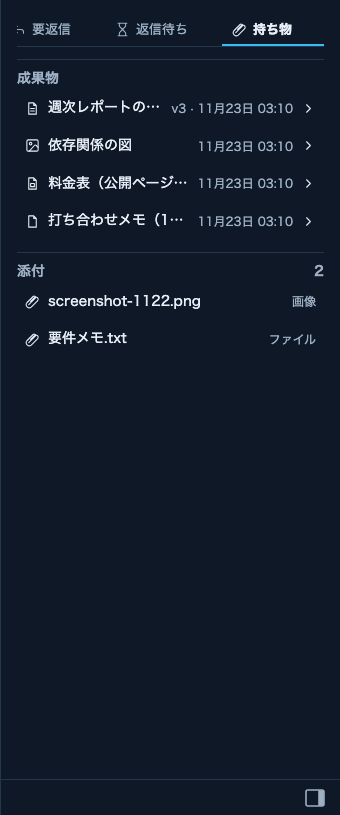 要返信
返信待ち
持ち物
成果物
週次レポートの… v3 · 11月23日 03:10
依存関係の図 11月23日 03:10
料金表（公開ページ… 11月23日 03:10
打ち合わせメモ（1… 11月23日 03:10
添付 2
screenshot-1122.png 画像
要件メモ.txt ファイル